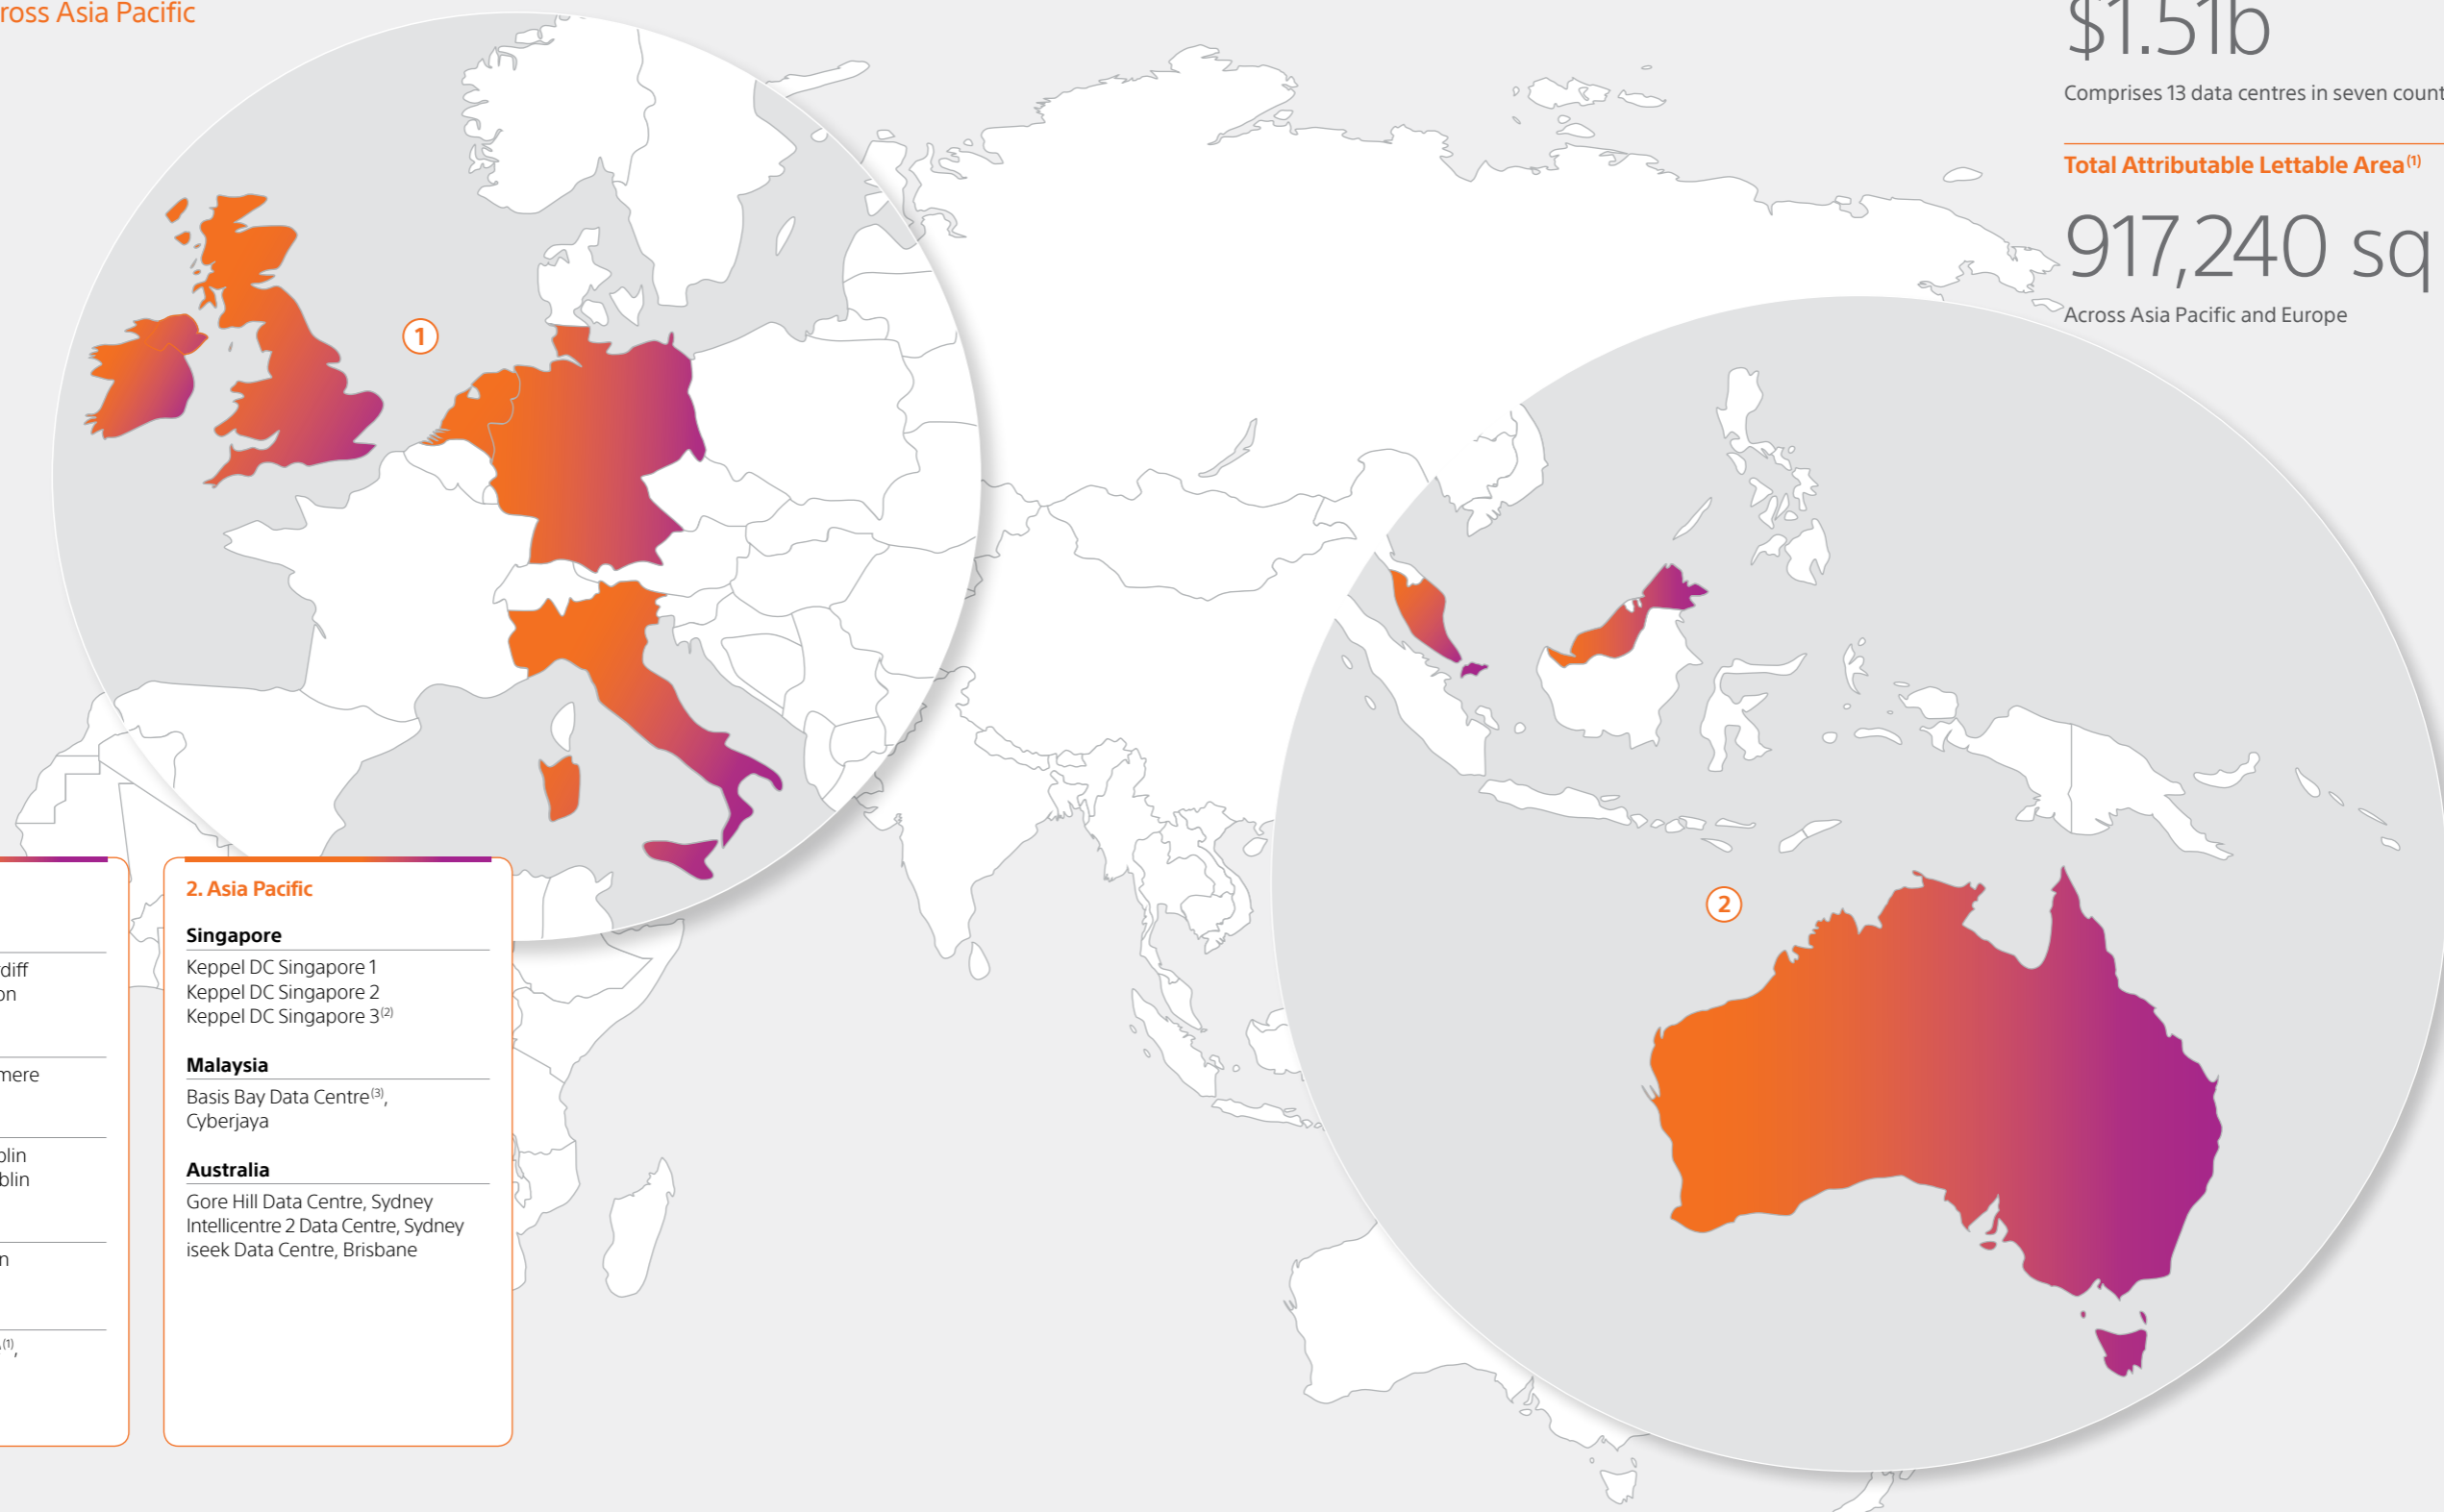 ross Asia Pacific
$1.51b
Comprises 13 data centres in seven count
Total Attributable Lettable Area(1)
917,240 sq
Across Asia Pacific and Europe
1
2
diff
on
mere
blin
blin
n
(1),
2. Asia Pacific
Singapore
Keppel DC Singapore 1
Keppel DC Singapore 2
Keppel DC Singapore 3(2)
Malaysia
Basis Bay Data Centre(3),
Cyberjaya
Australia
Gore Hill Data Centre, Sydney
Intellicentre 2 Data Centre, Sydney
iseek Data Centre, Brisbane